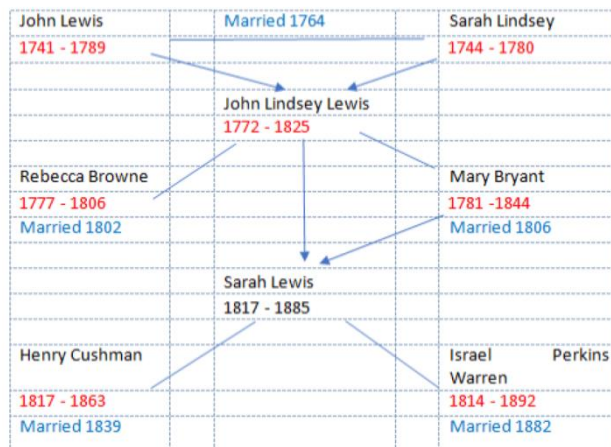 John Lewis Married 1764 Sarah Lindsey
1741 - 1789 1744 - 1780
John Lindsey Lewis
1772 - 1825
Rebecca Browne Mary Bryant
1777 - 1806 1781 -1844
Married 1802 Married 1806
Sarah Lewis
1817 - 1885
Henry Cushman Israel Perkins
Warren
1817 - 1863 1814 - 1892
Married 1839 Married 1882